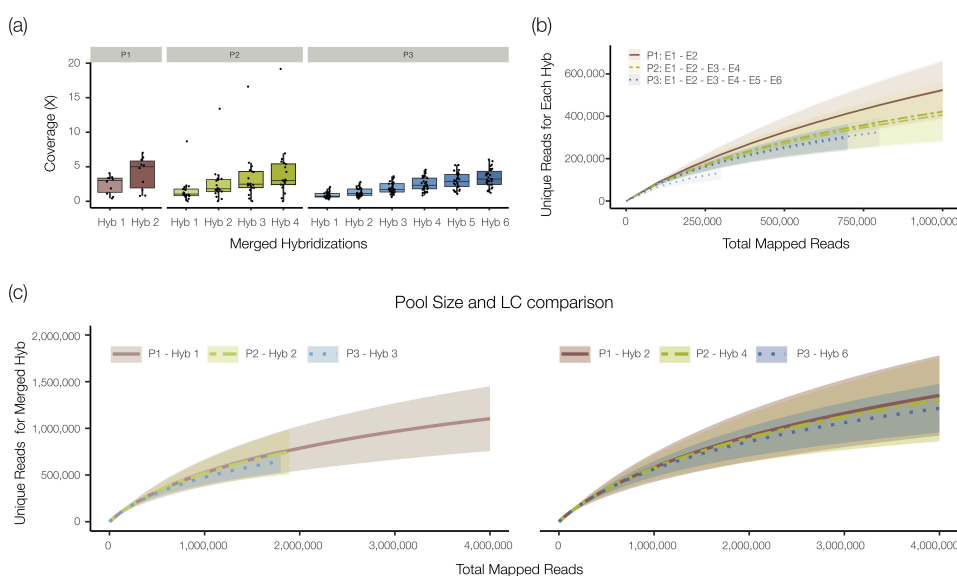 (a)
P1 P2 P3
Coverage (X)
20
15
10
5
0
Hyb 1 Hyb 2 Hyb 1 Hyb 2 Hyb 3 Hyb 4 Hyb 1 Hyb 2 Hyb 3 Hyb 4 Hyb 5 Hyb 6
Merged Hybridizations
(b)
Unique Reads for Each Hyb
P1: E1 - E2
P2: E1 - E2 - E3 - E4
P3: E1 - E2 - E3 - E4 - E5 - E6
600,000
400,000
200,000
0
0 250,000 500,000 750,000 1,000,000
Total Mapped Reads
(c)
Pool Size and LC comparison
Unique Reads for Merged Hyb
2,000,000
1,500,000
1,000,000
500,000
0
P1 - Hyb 1 P2 - Hyb 2 P3 - Hyb 3
P1 - Hyb 2 P2 - Hyb 4 P3 - Hyb 6
0 1,000,000 2,000,000 3,000,000 4,000,000
0 1,000,000 2,000,000 3,000,000 4,000,000
Total Mapped Reads